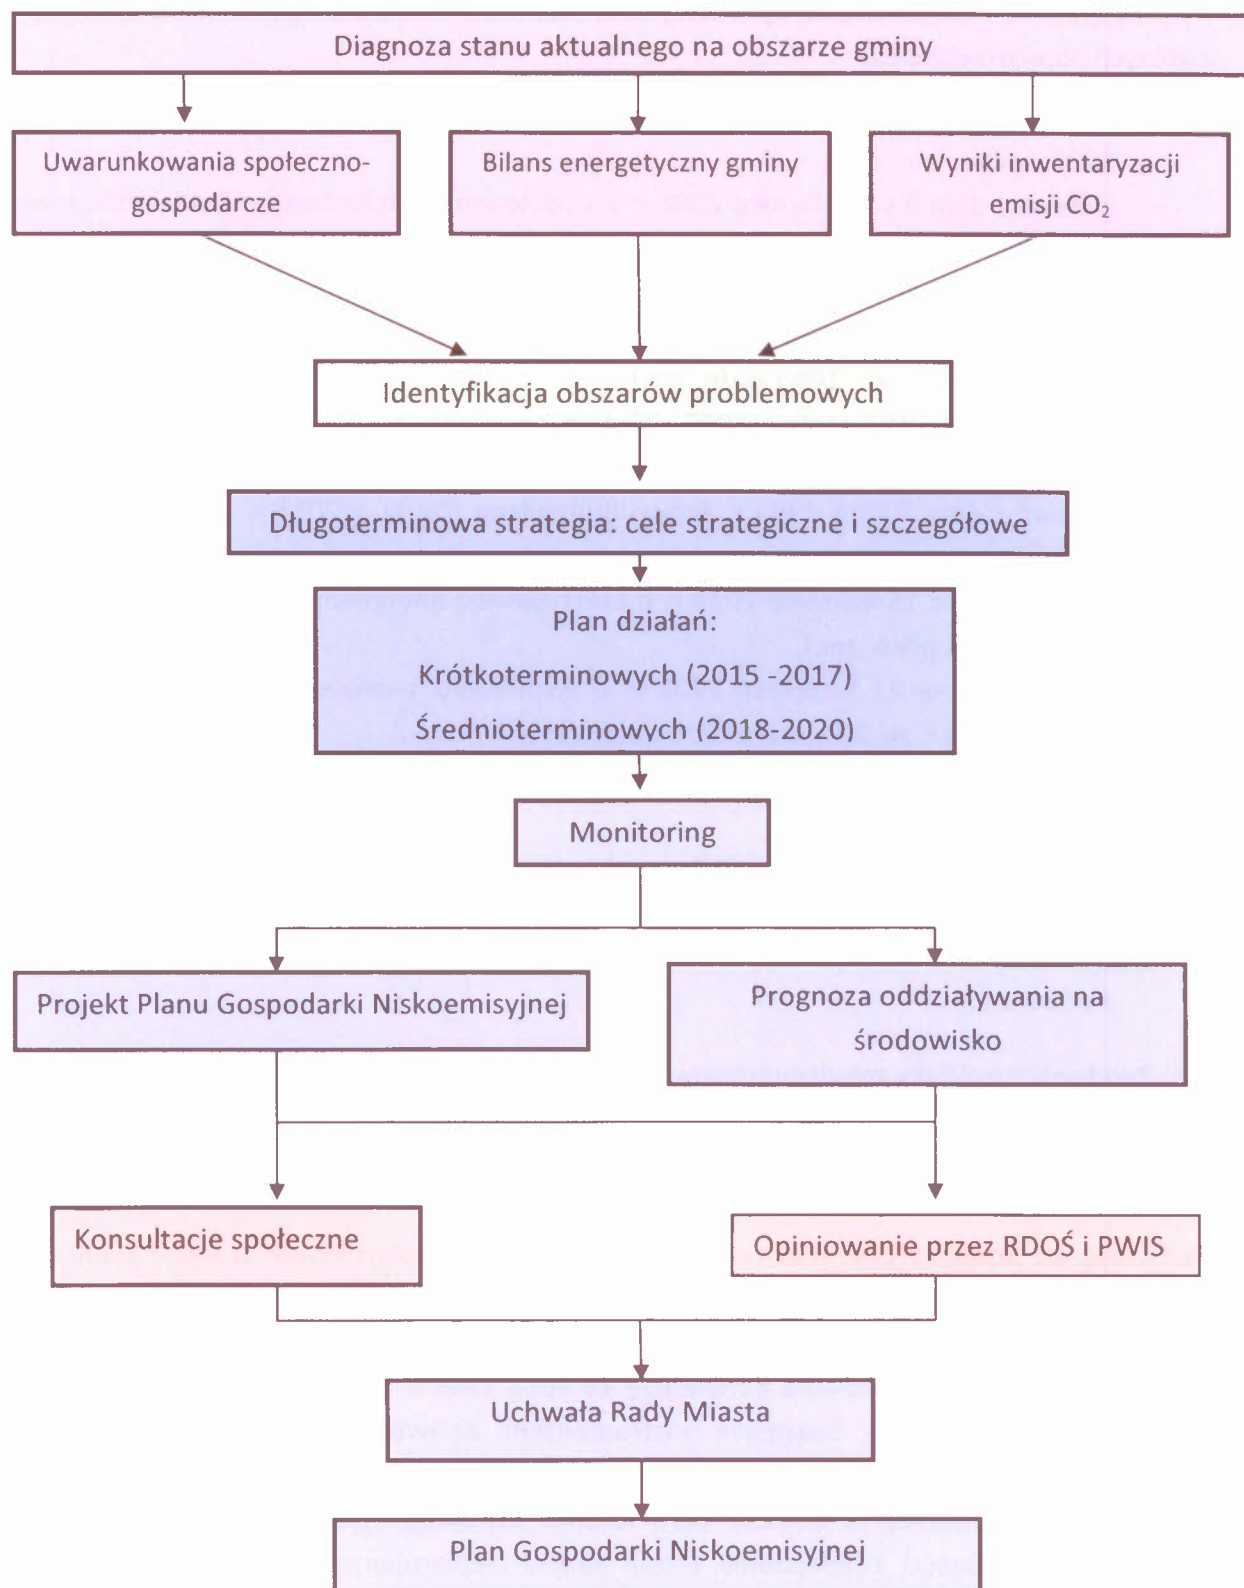 Diagnoza stanu aktualnego na obszarze gminy
Uwarunkowania społeczno-
gospodarcze
Bilans energetyczny gminy
Wyniki inwentaryzacji
emisji CO₂
Identyfikacja obszarów problemowych
Długoterminowa strategia: cele strategiczne i szczegółowe
Plan działań:
Krótkoterminowych (2015 -2017)
Średnioterminowych (2018-2020)
Monitoring
Projekt Planu Gospodarki Niskoemisyjnej
Prognoza oddziaływania na
środowisko
Konsultacje społeczne
Opiniowanie przez RDOŚ i PWIS
Uchwała Rady Miasta
Plan Gospodarki Niskoemisyjnej